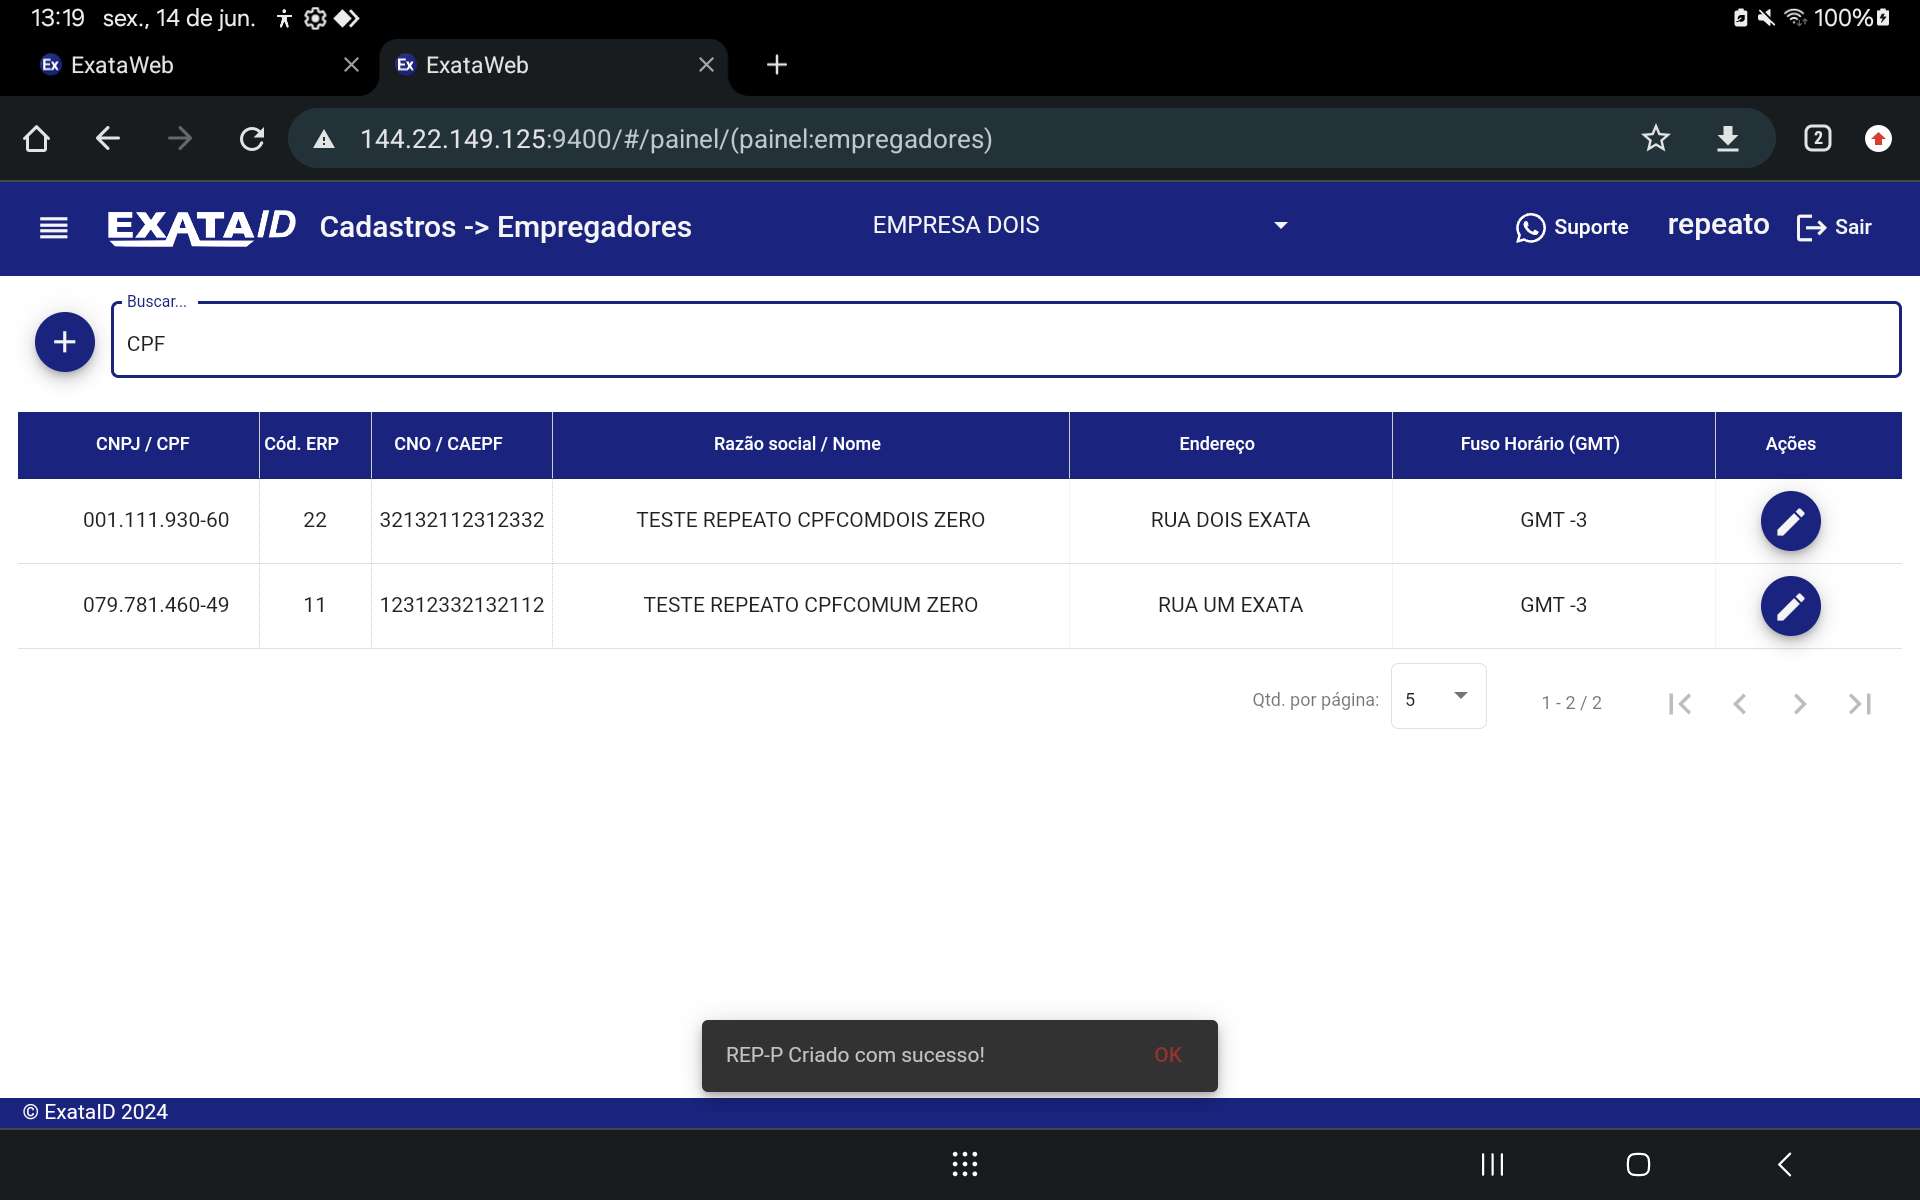 13:19 sex., 14 de jun. 100%
Ex ExataWeb Ex ExataWeb
144.22.149.125:9400/#/painel/(painel:empregadores) 2
EXATAID Cadastros -> Empregadores EMPRESA DOIS Suporte repeato Sair
Buscar...
CPF
CNPJ / CPF Cód. ERP CNO / CAEPF Razão social / Nome Endereço Fuso Horário (GMT) Ações
001.111.930-60 22 32132112312332 TESTE REPEATO CPFCOMDOIS ZERO RUA DOIS EXATA GMT -3
079.781.460-49 11 12312332132112 TESTE REPEATO CPFCOMUM ZERO RUA UM EXATA GMT -3
Qtd. por página: 5 1 - 2 / 2
REP-P Criado com sucesso! OK
© ExataID 2024